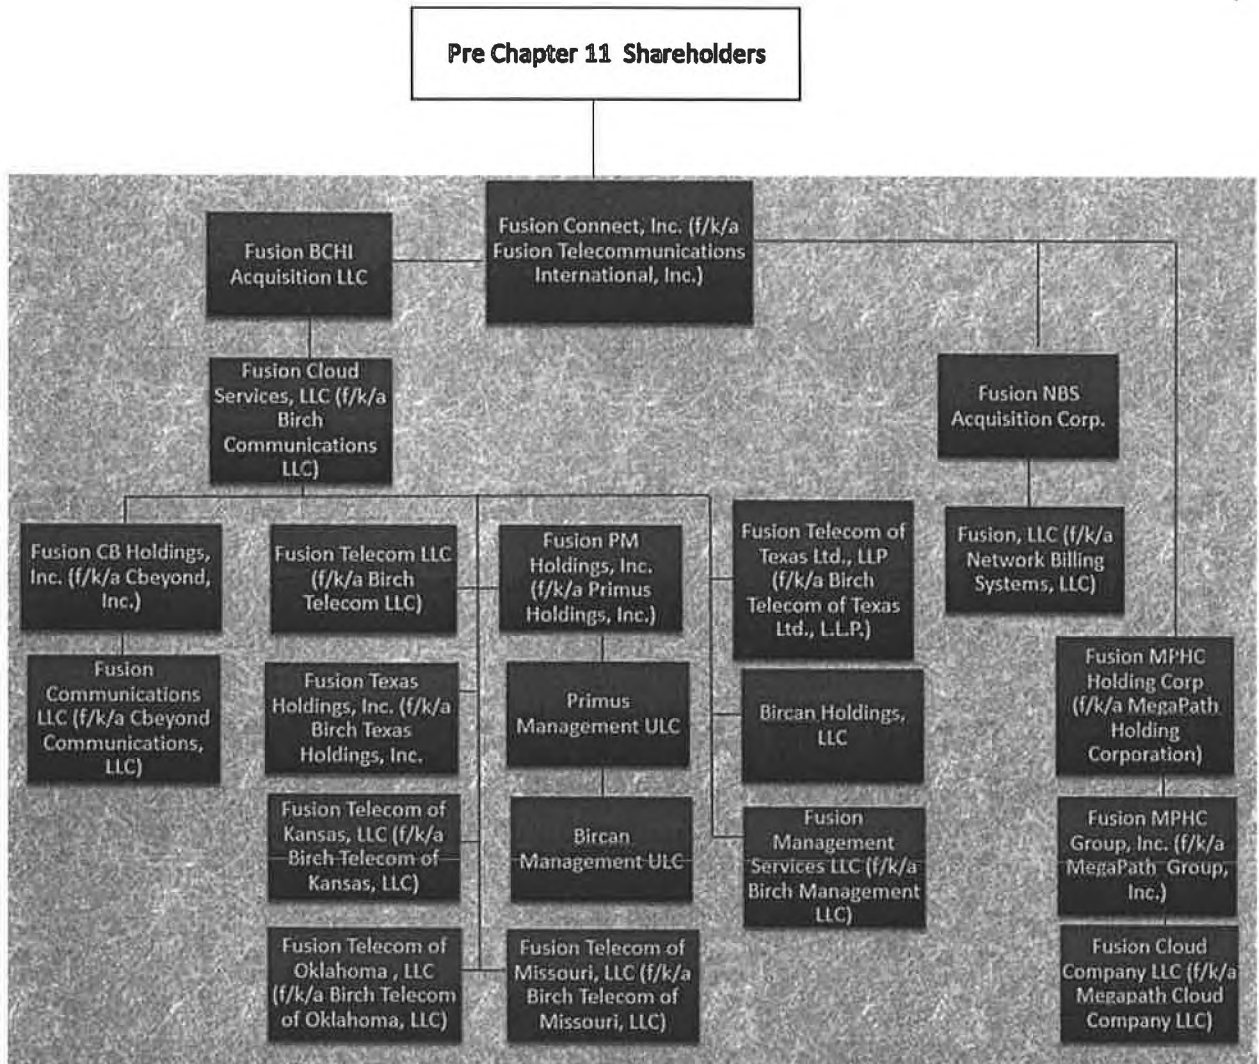 Pre Chapter 11 Shareholders
Fusion Connect, Inc. (f/k/a
Fusion Telecommunications
International, Inc.)
Fusion BCHI
Acquisition LLC
Fusion Cloud
Services, LLC (f/k/a
Birch
Communications
LLC)
Fusion NBS
Acquisition Corp.
Fusion CB Holdings,
Inc. (f/k/a Cbeyond,
Inc.)
Fusion Telecom LLC
(f/k/a Birch
Telecom LLC)
Fusion PM
Holdings, Inc.
(f/k/a Primus
Holdings, Inc.)
Fusion Telecom of
Texas Ltd., LLP
(f/k/a Birch
Telecom of Texas
Ltd., L.L.P.)
Fusion, LLC (f/k/a
Network Billing
Systems, LLC)
Fusion
Communications
LLC (f/k/a Cbeyond
Communications,
LLC)
Fusion Texas
Holdings, Inc. (f/k/a
Birch Texas
Holdings, Inc.
Primus
Management ULC
Bircan Holdings,
LLC
Fusion MPHC
Holding Corp
(f/k/a MegaPath
Holding
Corporation)
Fusion Telecom of
Kansas, LLC (f/k/a
Birch Telecom of
Kansas, LLC)
Bircan
Management ULC
Fusion
Management
Services LLC (f/k/a
Birch Management
LLC)
Fusion MPHC
Group, Inc. (f/k/a
MegaPath Group,
Inc.)
Fusion Telecom of
Oklahoma , LLC
(f/k/a Birch Telecom
of Oklahoma, LLC)
Fusion Telecom of
Missouri, LLC (f/k/a
Birch Telecom of
Missouri, LLC)
Fusion Cloud
Company LLC (f/k/a
Megapath Cloud
Company LLC)